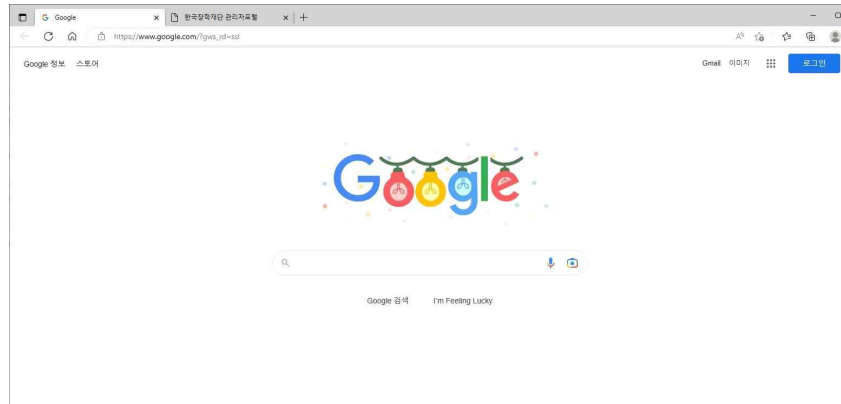 Google
한국장학재단 관리자포털
https://www.google.com/?gws_rd=ssl
Google 정보 스토어
Gmail 이미지 로그인
Google
Google 검색 I'm Feeling Lucky